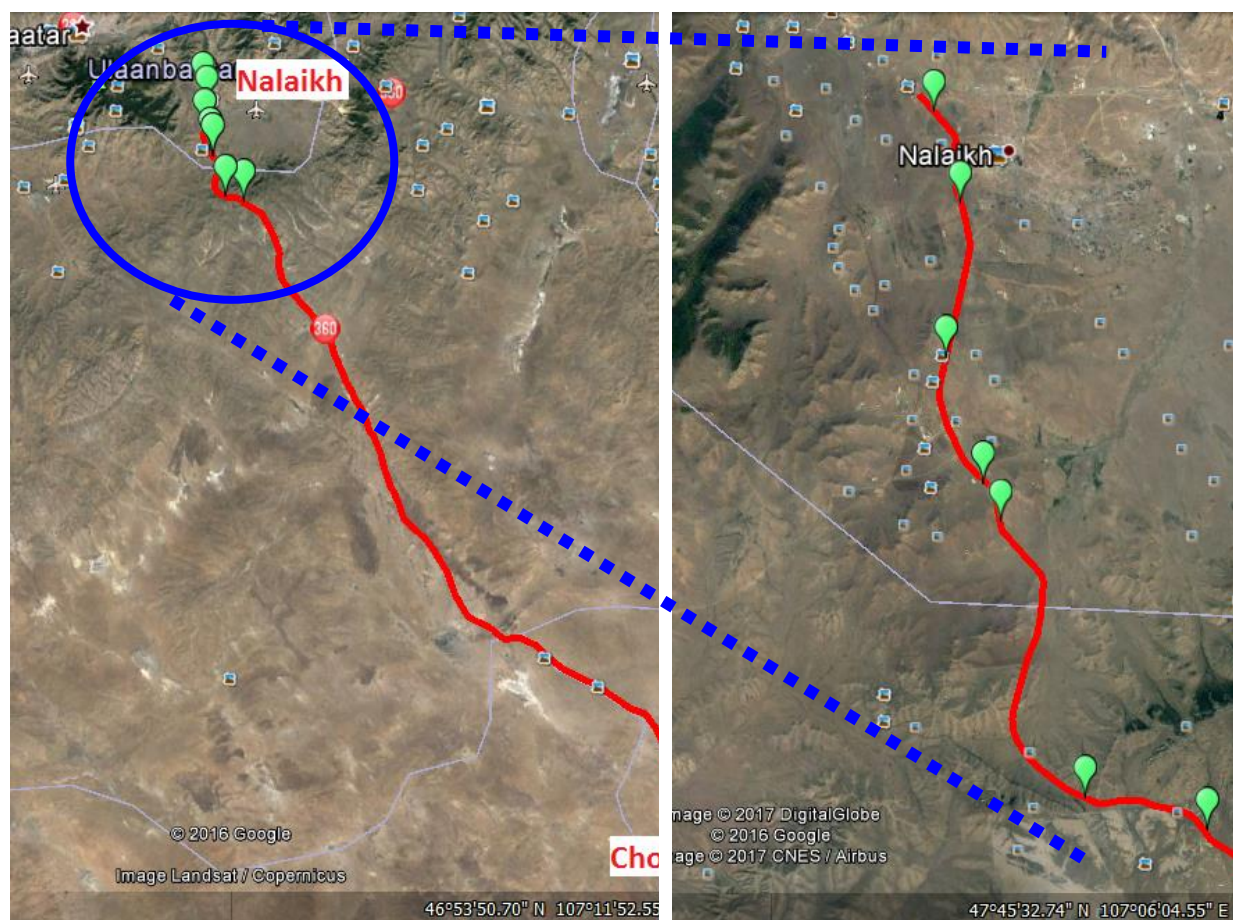 aatar
Ulaanba ar
Nalaikh
360
© 2016 Google
Image Landsat / Copernicus
Cho
46°53'50.70" N 107°11'52.55
Nalaikh
mage © 2017 DigitalGlobe
© 2016 Google
age © 2017 CNES / Airbus
47°45'32.74" N 107°06'04.55" E